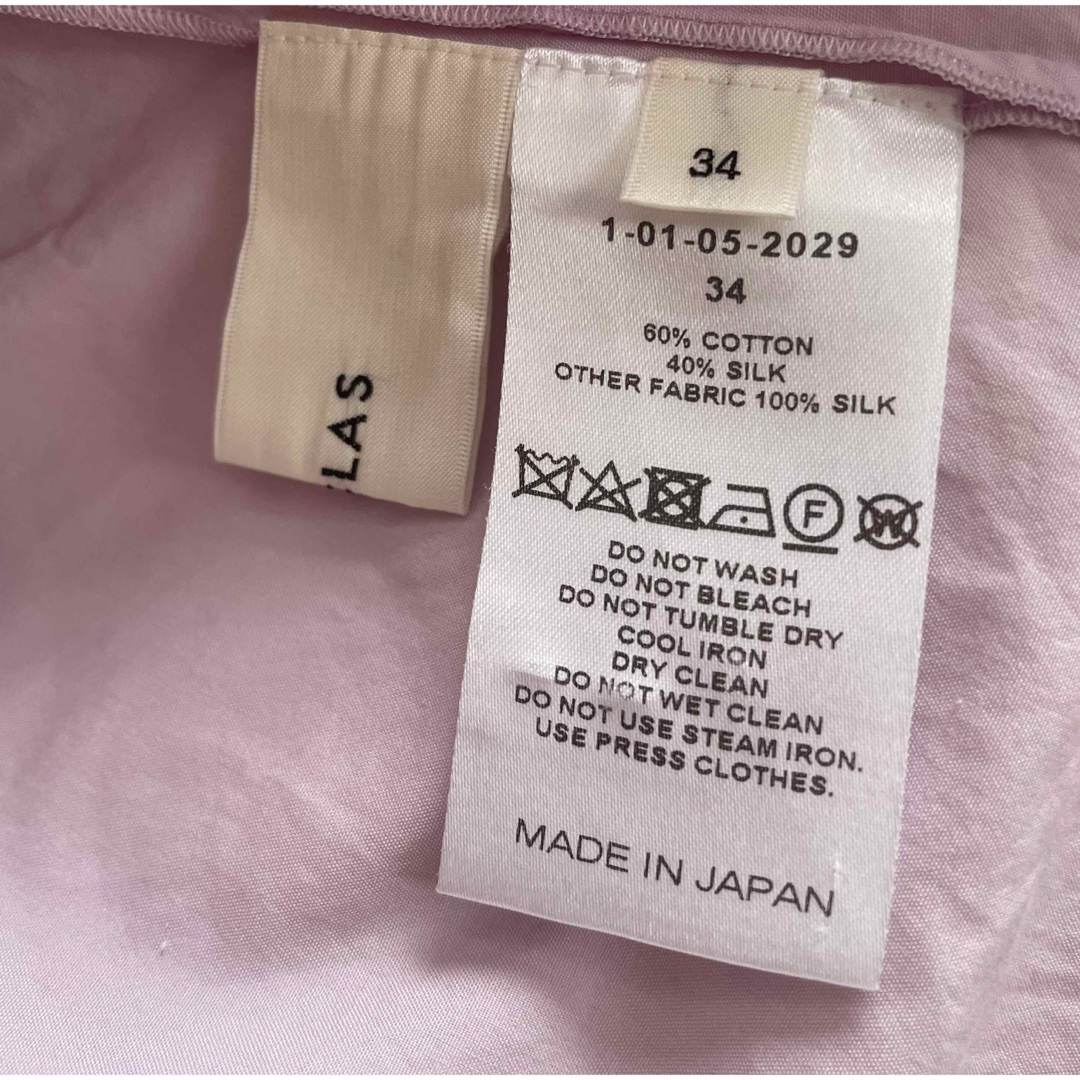 34
1-01-05-2029
34
60% COTTON
40% SILK
OTHER FABRIC 100% SILK
F
W
DO NOT WASH
DO NOT BLEACH
DO NOT TUMBLE DRY
COOL IRON
DRY CLEAN
DO NOT WET CLEAN
DO NOT USE STEAM IRON.
USE PRESS CLOTHES.
MADE IN JAPAN